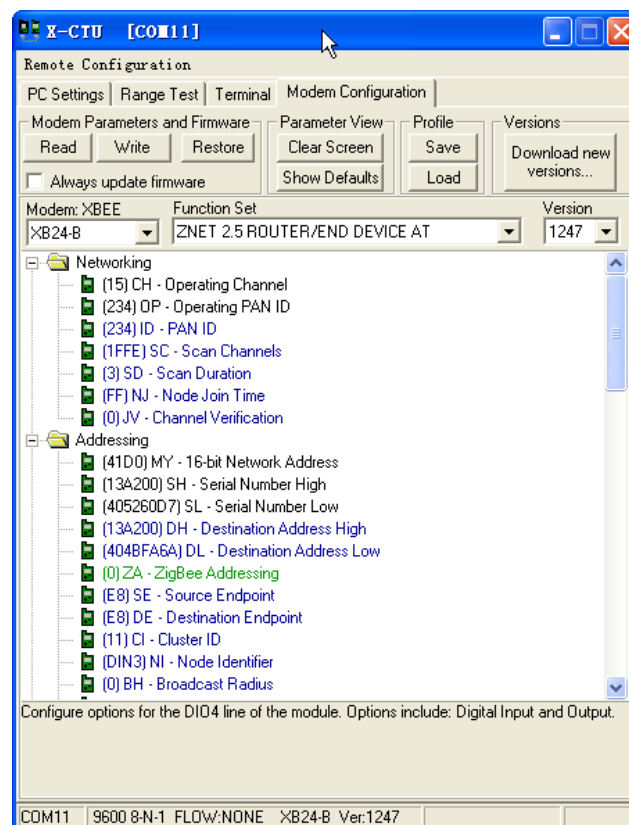 X-CTU [COM11]
Remote Configuration
PC Settings Range Test Terminal Modem Configuration
Modem Parameters and Firmware Parameter View Profile Versions
Read Write Restore Clear Screen Save Download new versions...
Always update firmware Show Defaults Load
Modem: XBEE Function Set Version
XB24-B ZNET 2.5 ROUTER/END DEVICE AT 1247
Networking
(15) CH - Operating Channel
(234) OP - Operating PAN ID
(234) ID - PAN ID
(1FFE) SC - Scan Channels
(3) SD - Scan Duration
(FF) NJ - Node Join Time
(0) JV - Channel Verification
Addressing
(41D0) MY - 16-bit Network Address
(13A200) SH - Serial Number High
(405260D7) SL - Serial Number Low
(13A200) DH - Destination Address High
(404BFA6A) DL - Destination Address Low
(0) ZA - ZigBee Addressing
(E8) SE - Source Endpoint
(E8) DE - Destination Endpoint
(11) CI - Cluster ID
(DIN3) NI - Node Identifier
(0) BH - Broadcast Radius
Configure options for the DIO4 line of the module. Options include: Digital Input and Output.
COM11 9600 8-N-1 FLOW:NONE XB24-B Ver:1247